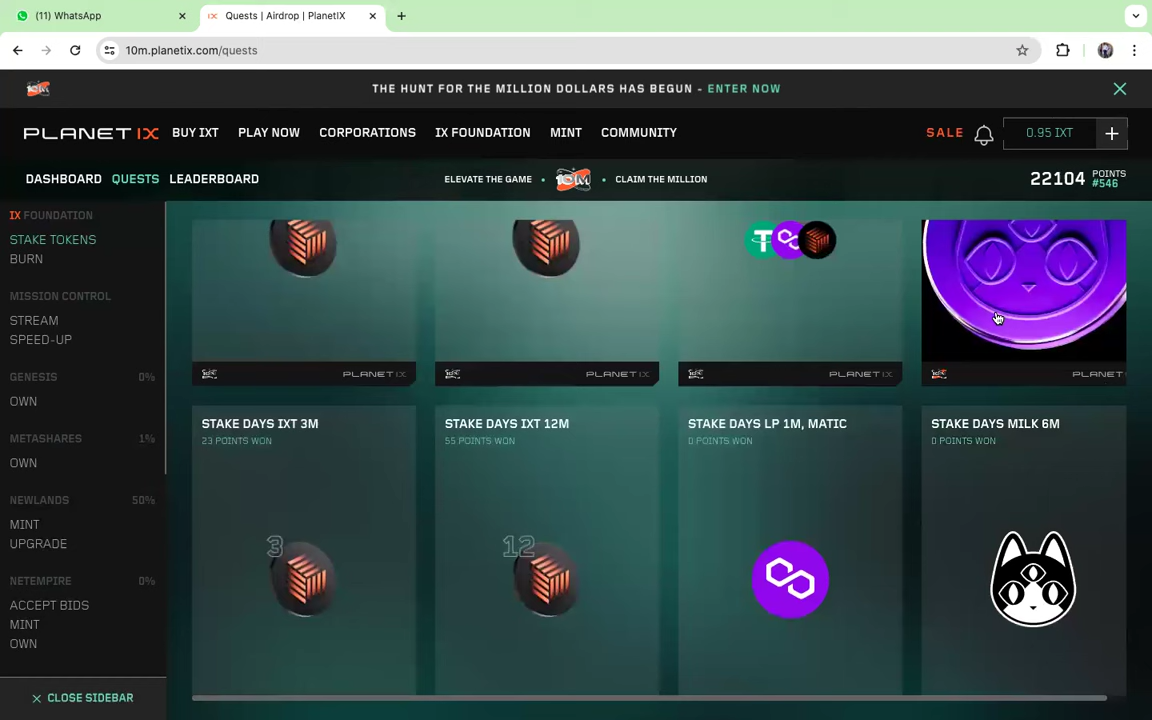 (11) WhatsApp
Quests | Airdrop | PlanetIX
10m.planetix.com/quests
THE HUNT FOR THE MILLION DOLLARS HAS BEGUN - ENTER NOW
PLANET IX
BUY IXT
PLAY NOW
CORPORATIONS
IX FOUNDATION
MINT
COMMUNITY
SALE
0.95 IXT
DASHBOARD
QUESTS
LEADERBOARD
ELEVATE THE GAME
10M
CLAIM THE MILLION
22104 POINTS
#546
IX FOUNDATION
STAKE TOKENS
BURN
MISSION CONTROL
STREAM
SPEED-UP
GENESIS 0%
OWN
METASHARES 1%
OWN
NEWLANDS 50%
MINT
UPGRADE
NETEMPIRE 0%
ACCEPT BIDS
MINT
OWN
CLOSE SIDEBAR
PLANET IX
PLANET IX
PLANET IX
PLANET
STAKE DAYS IXT 3M
23 POINTS WON
3
STAKE DAYS IXT 12M
55 POINTS WON
12
STAKE DAYS LP 1M, MATIC
0 POINTS WON
STAKE DAYS MILK 6M
0 POINTS WON